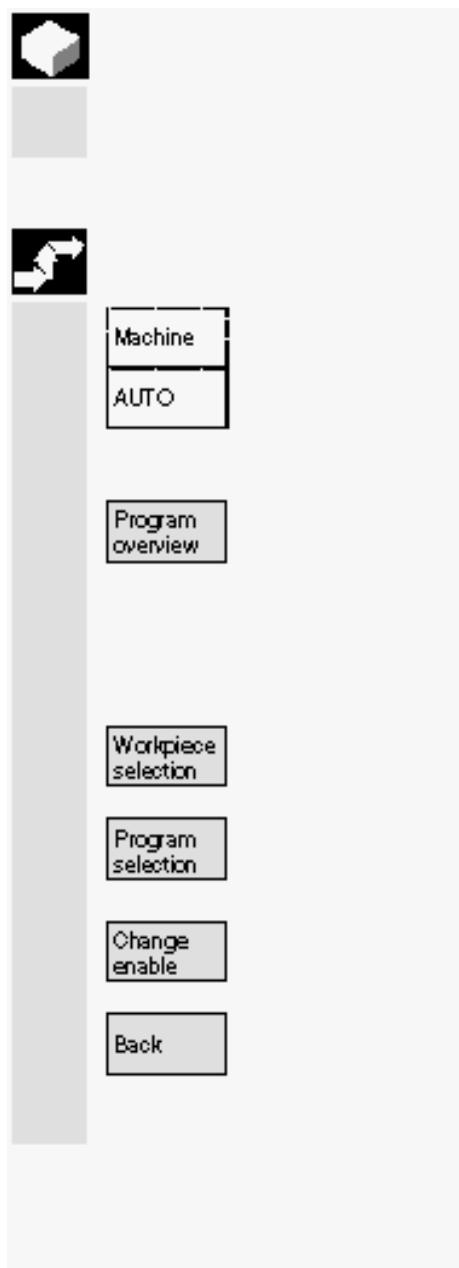 Machine
AUTO
Program
overview
Workpiece
selection
Program
selection
Change
enable
Back